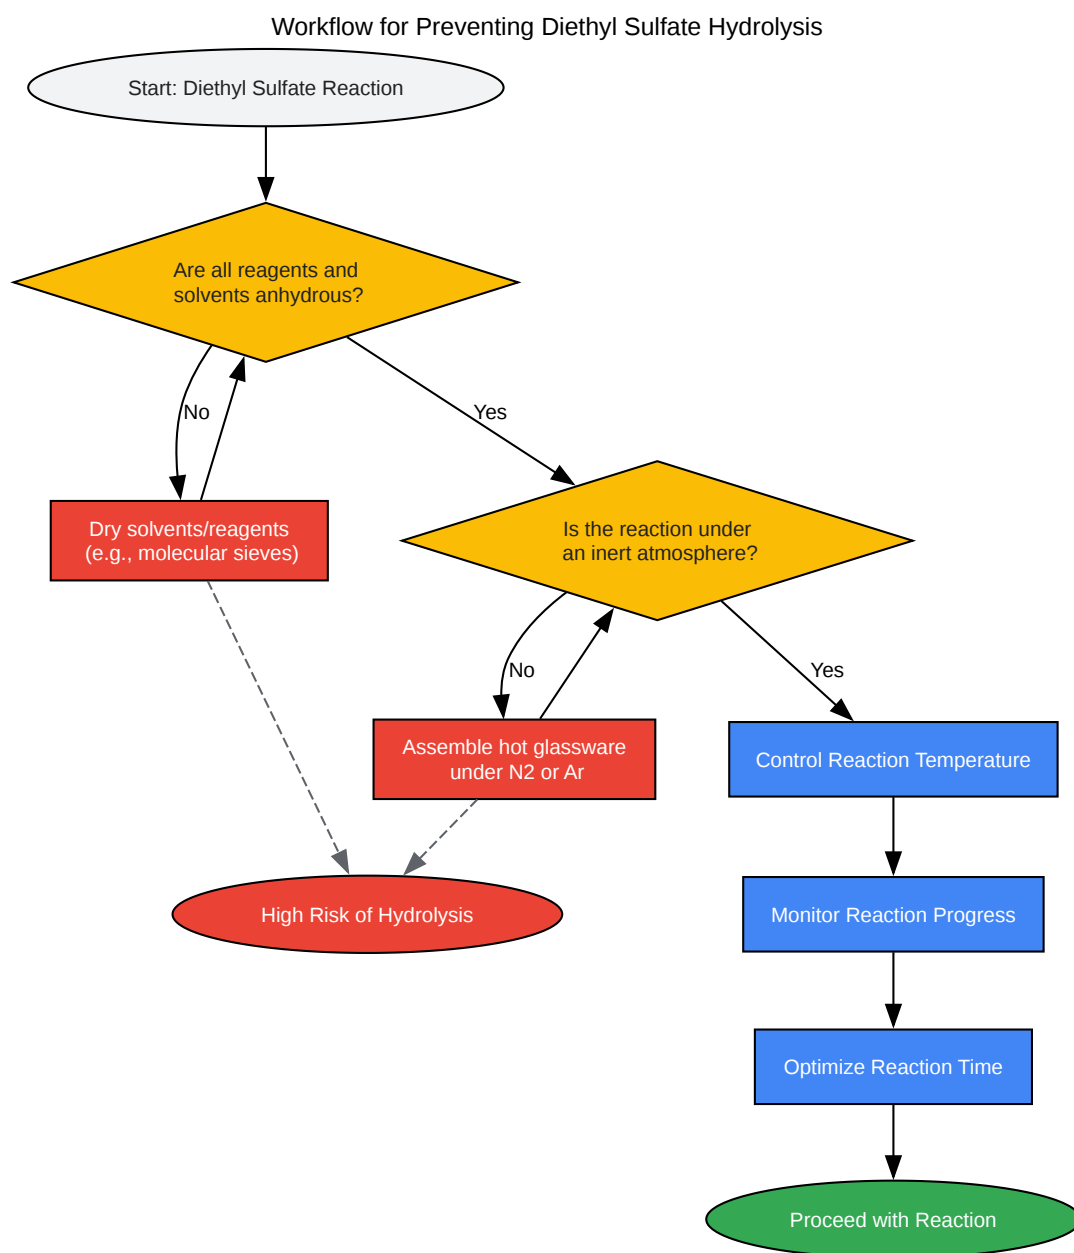 Workflow for Preventing Diethyl Sulfate Hydrolysis
Start: Diethyl Sulfate Reaction
Are all reagents and
solvents anhydrous?
No
Yes
Dry solvents/reagents
(e.g., molecular sieves)
Is the reaction under
an inert atmosphere?
No
Yes
Assemble hot glassware
under N2 or Ar
Control Reaction Temperature
High Risk of Hydrolysis
Monitor Reaction Progress
Optimize Reaction Time
Proceed with Reaction